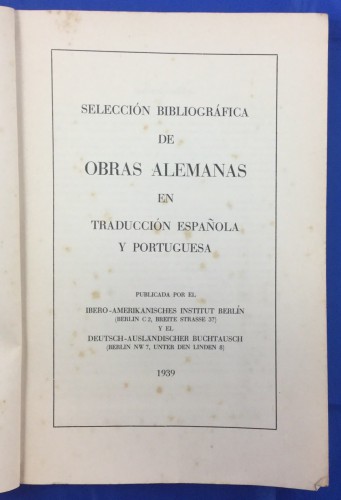 SELECCIÓN BIBLIOGRÁFICA
DE
OBRAS ALEMANAS
EN
TRADUCCIÓN ESPAÑOLA
Y PORTUGUESA
PUBLICADA POR EL
IBERO-AMERIKANISCHES INSTITUT BERLÍN
(BERLIN C 2, BREITE STRASSE 37)
Y EL
DEUTSCH-AUSLÄNDISCHER BUCHTAUSCH
(BERLIN NW 7, UNTER DEN LINDEN 8)
1939